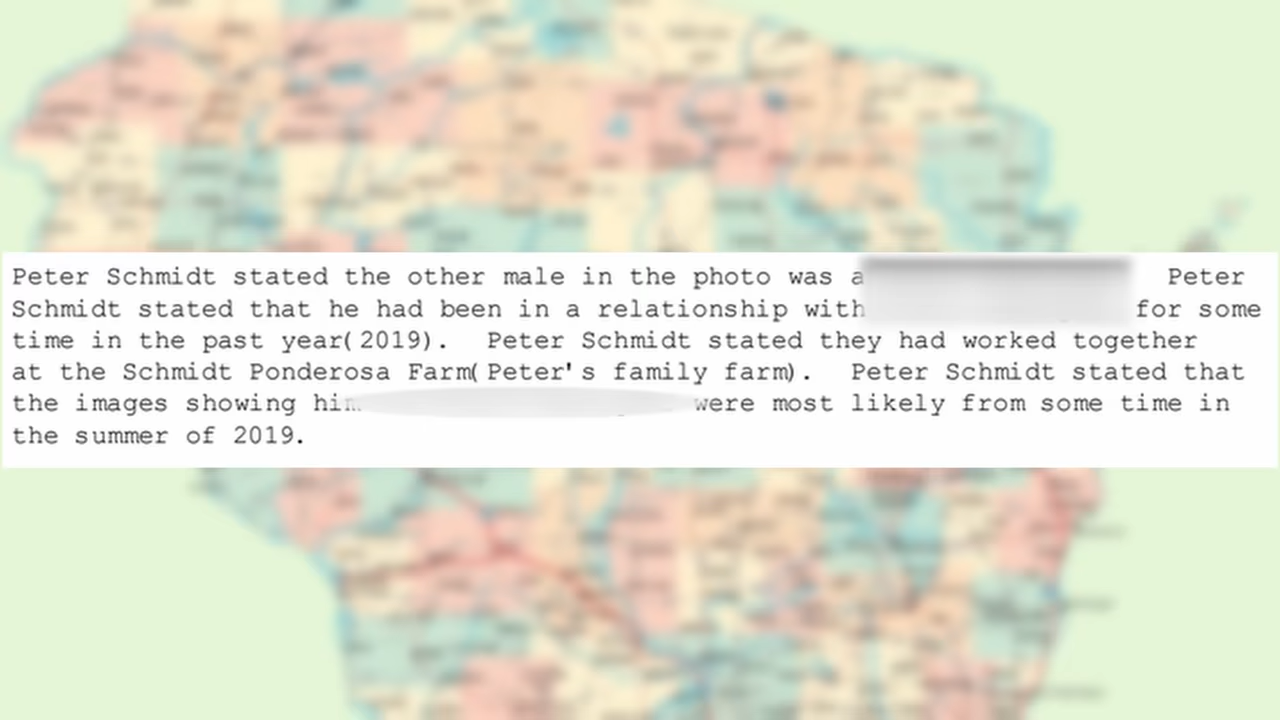 Peter Schmidt stated the other male in the photo was a Peter
Schmidt stated that he had been in a relationship with for some
time in the past year(2019). Peter Schmidt stated they had worked together
at the Schmidt Ponderosa Farm(Peter's family farm). Peter Schmidt stated that
the images showing him were most likely from some time in
the summer of 2019.